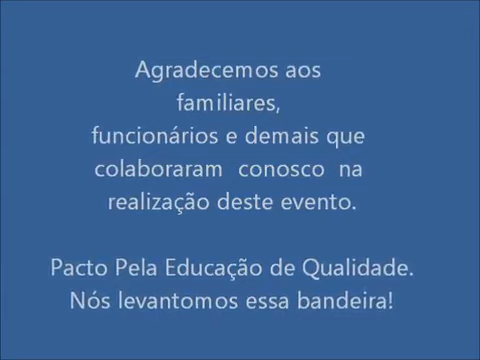 Agradecemos aos
familiares,
funcionários e demais que
colaboraram conosco na
realização deste evento.
Pacto Pela Educação de Qualidade.
Nós levantomos essa bandeira!